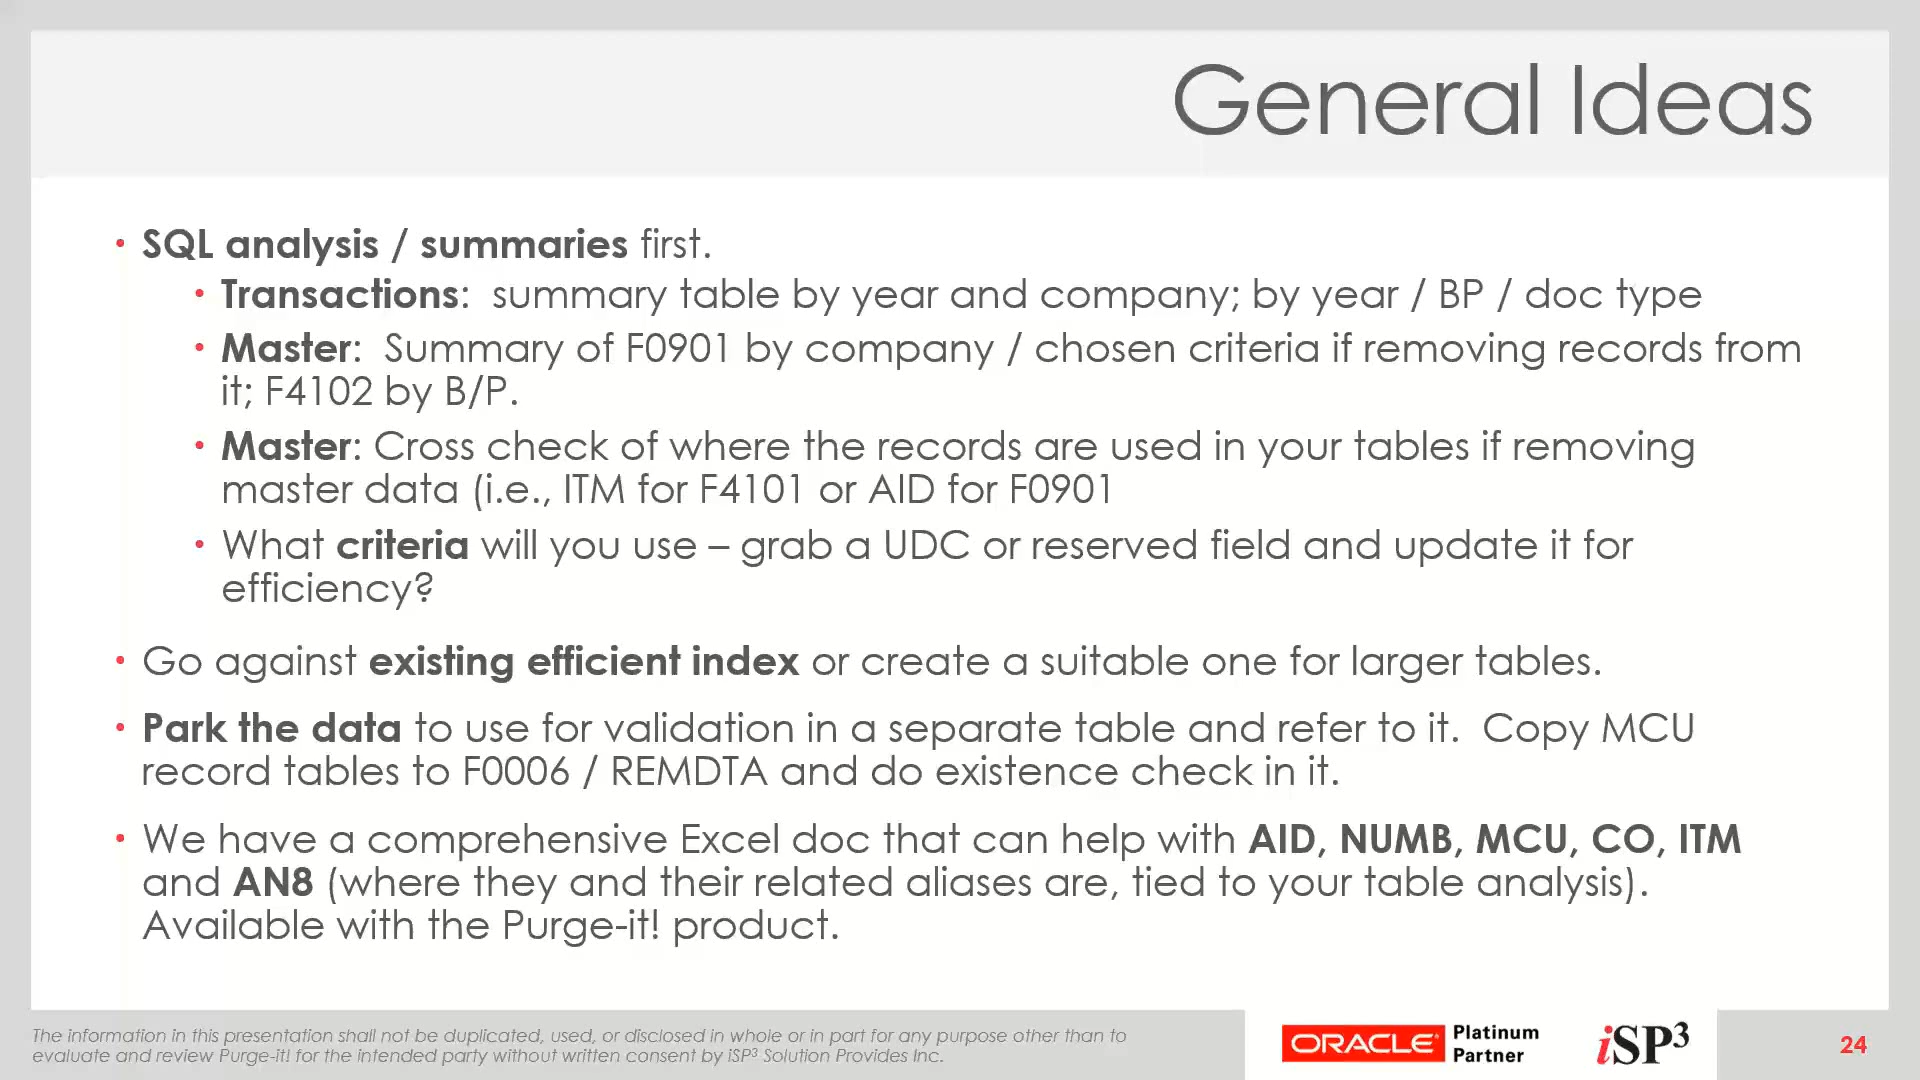 General Ideas
• SQL analysis / summaries first.
• Transactions:  summary table by year and company; by year / BP / doc type
• Master:  Summary of F0901 by company / chosen criteria if removing records from
it; F4102 by B/P.
• Master: Cross check of where the records are used in your tables if removing
master data (i.e., ITM for F4101 or AID for F0901
• What criteria will you use – grab a UDC or reserved field and update it for
efficiency?
• Go against existing efficient index or create a suitable one for larger tables.
• Park the data to use for validation in a separate table and refer to it.  Copy MCU
record tables to F0006 / REMDTA and do existence check in it.
• We have a comprehensive Excel doc that can help with AID, NUMB, MCU, CO, ITM
and AN8 (where they and their related aliases are, tied to your table analysis).
Available with the Purge-it! product.
The information in this presentation shall not be duplicated, used, or disclosed in whole or in part for any purpose other than to
evaluate and review Purge-it! for the intended party without written consent by iSP³ Solution Provides Inc.
ORACLE Platinum
Partner
iSP³
24